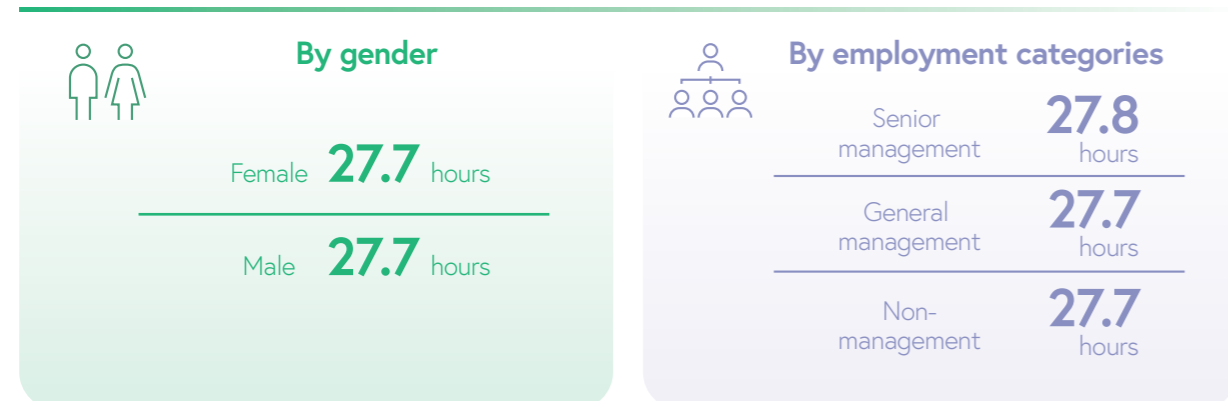 By gender
Female 27.7 hours
Male 27.7 hours
By employment categories
Senior
management
27.8
hours
General
management
27.7
hours
Non-
management
27.7
hours